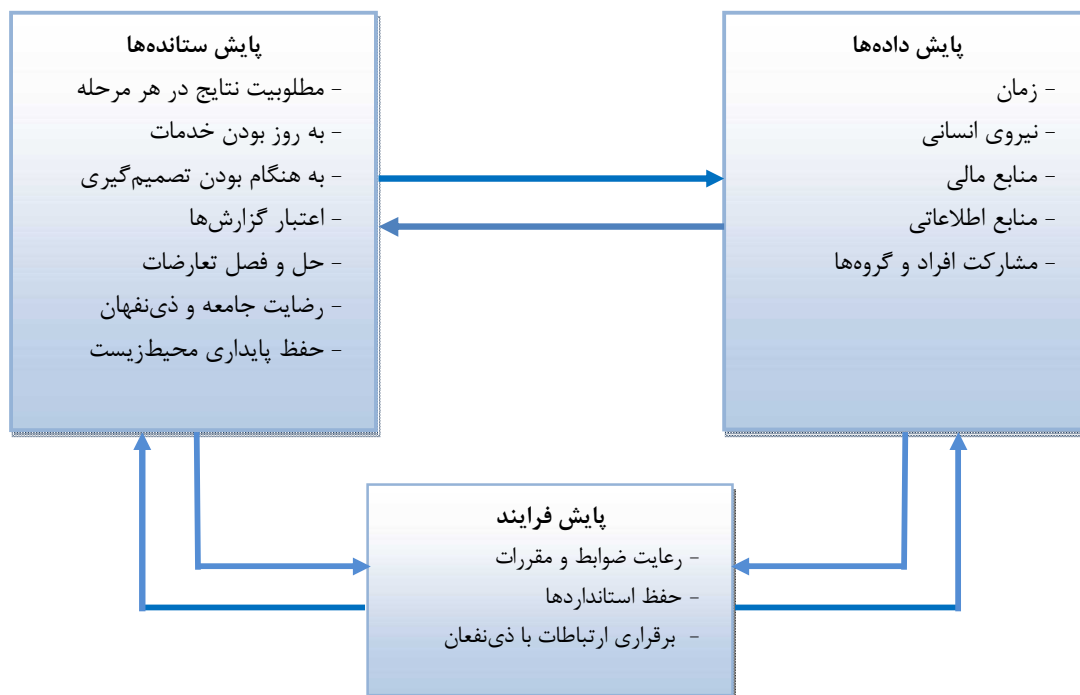 پایش داده‌ها
- زمان
- نیروی انسانی
- منابع مالی
- منابع اطلاعاتی
- مشارکت افراد و گروه‌ها
پایش ستانده‌ها
- مطلوبیت نتایج در هر مرحله
- به روز بودن خدمات
- به هنگام بودن تصمیم‌گیری
- اعتبار گزارش‌ها
- حل و فصل تعارضات
- رضایت جامعه و ذی‌نفهان
- حفظ پایداری محیط‌زیست
پایش فرایند
- رعایت ضوابط و مقررات
- حفظ استانداردها
- برقراری ارتباطات با ذی‌نفعان